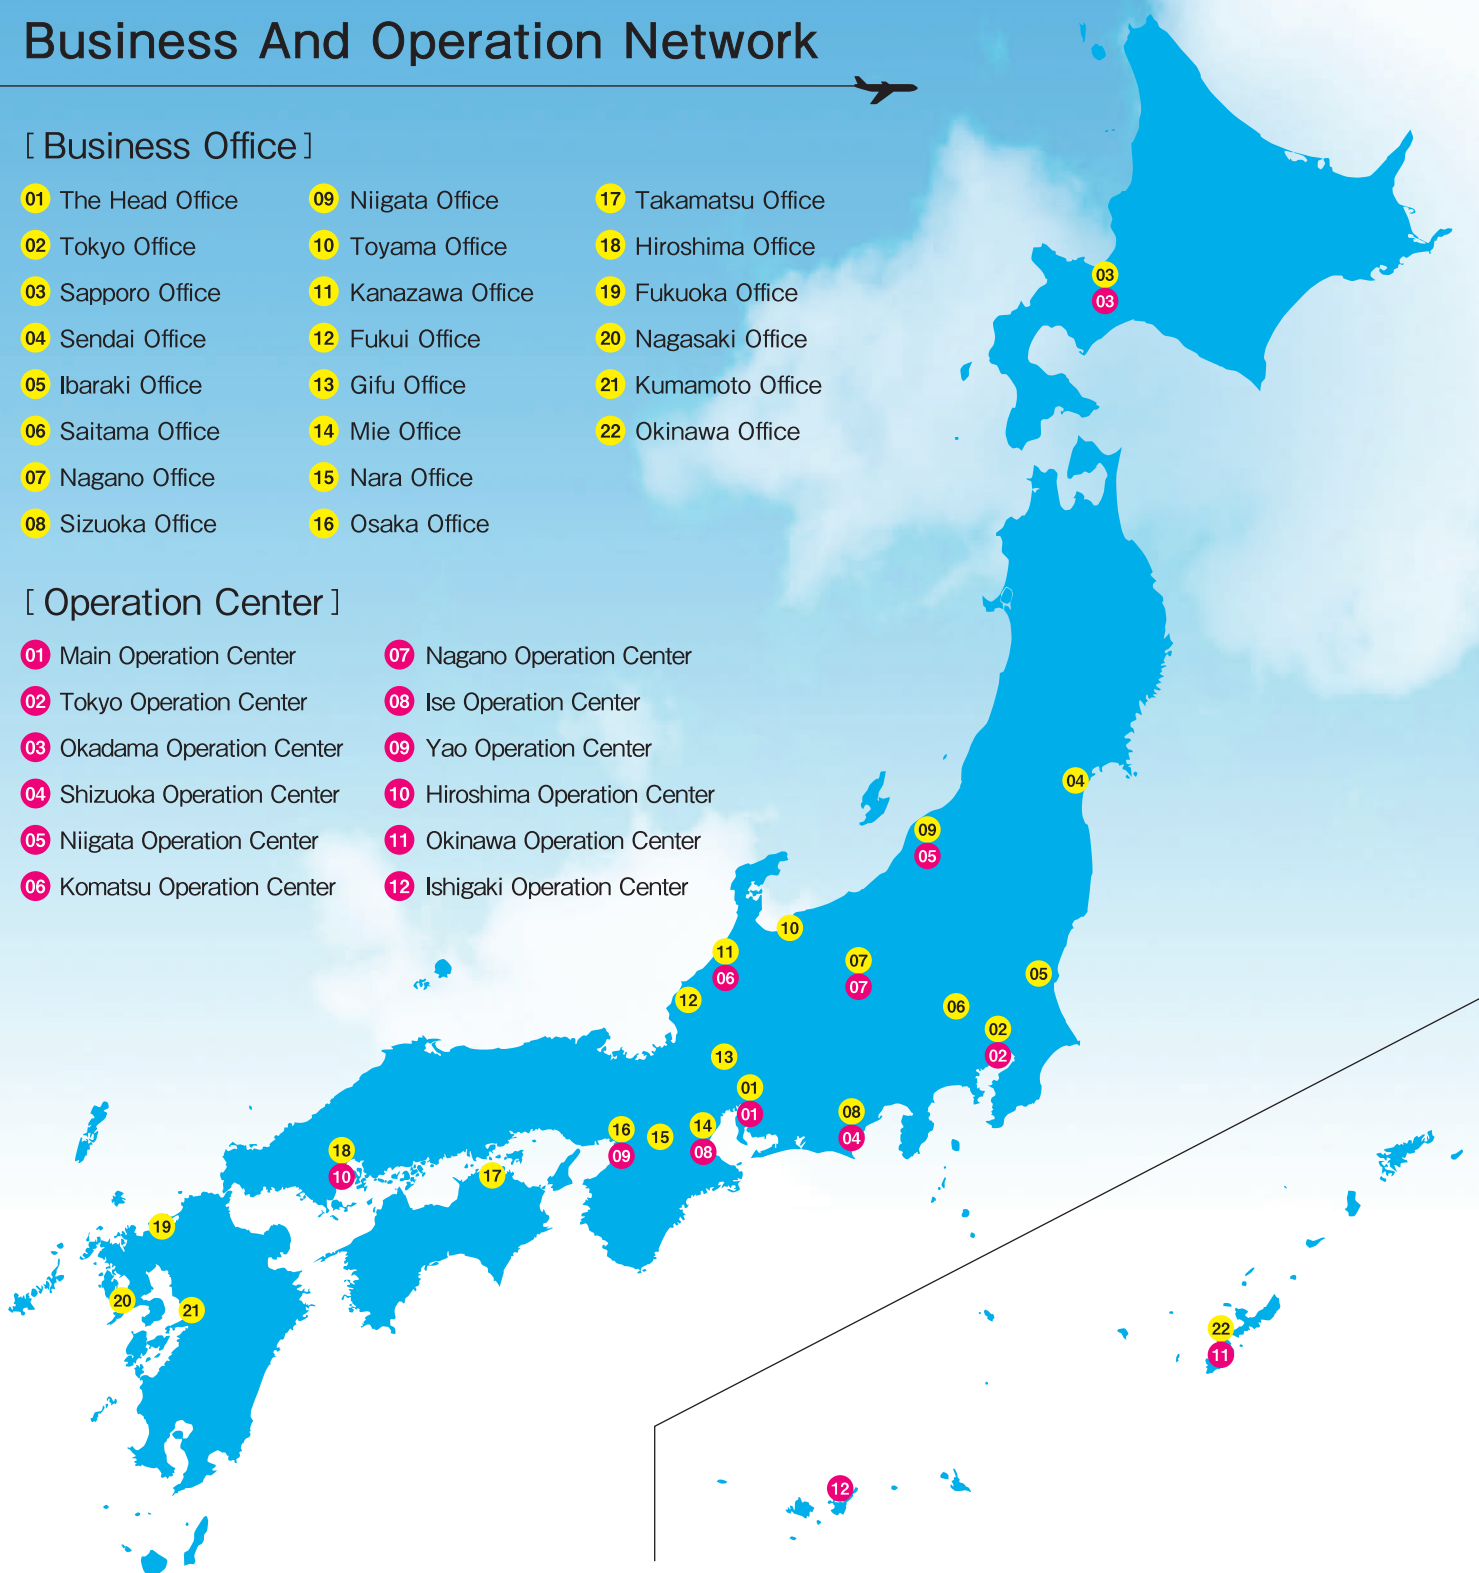 Business And Operation Network
[ Business Office ]
01 The Head Office
02 Tokyo Office
03 Sapporo Office
04 Sendai Office
05 Ibaraki Office
06 Saitama Office
07 Nagano Office
08 Sizuoka Office
09 Niigata Office
10 Toyama Office
11 Kanazawa Office
12 Fukui Office
13 Gifu Office
14 Mie Office
15 Nara Office
16 Osaka Office
17 Takamatsu Office
18 Hiroshima Office
19 Fukuoka Office
20 Nagasaki Office
21 Kumamoto Office
22 Okinawa Office
[ Operation Center ]
01 Main Operation Center
02 Tokyo Operation Center
03 Okadama Operation Center
04 Shizuoka Operation Center
05 Niigata Operation Center
06 Komatsu Operation Center
07 Nagano Operation Center
08 Ise Operation Center
09 Yao Operation Center
10 Hiroshima Operation Center
11 Okinawa Operation Center
12 Ishigaki Operation Center
03
03
04
09
05
10
11
06
07
07
05
12
06
02
02
13
01
01
08
04
14
08
16
09
15
18
10
17
19
20
21
22
11
12